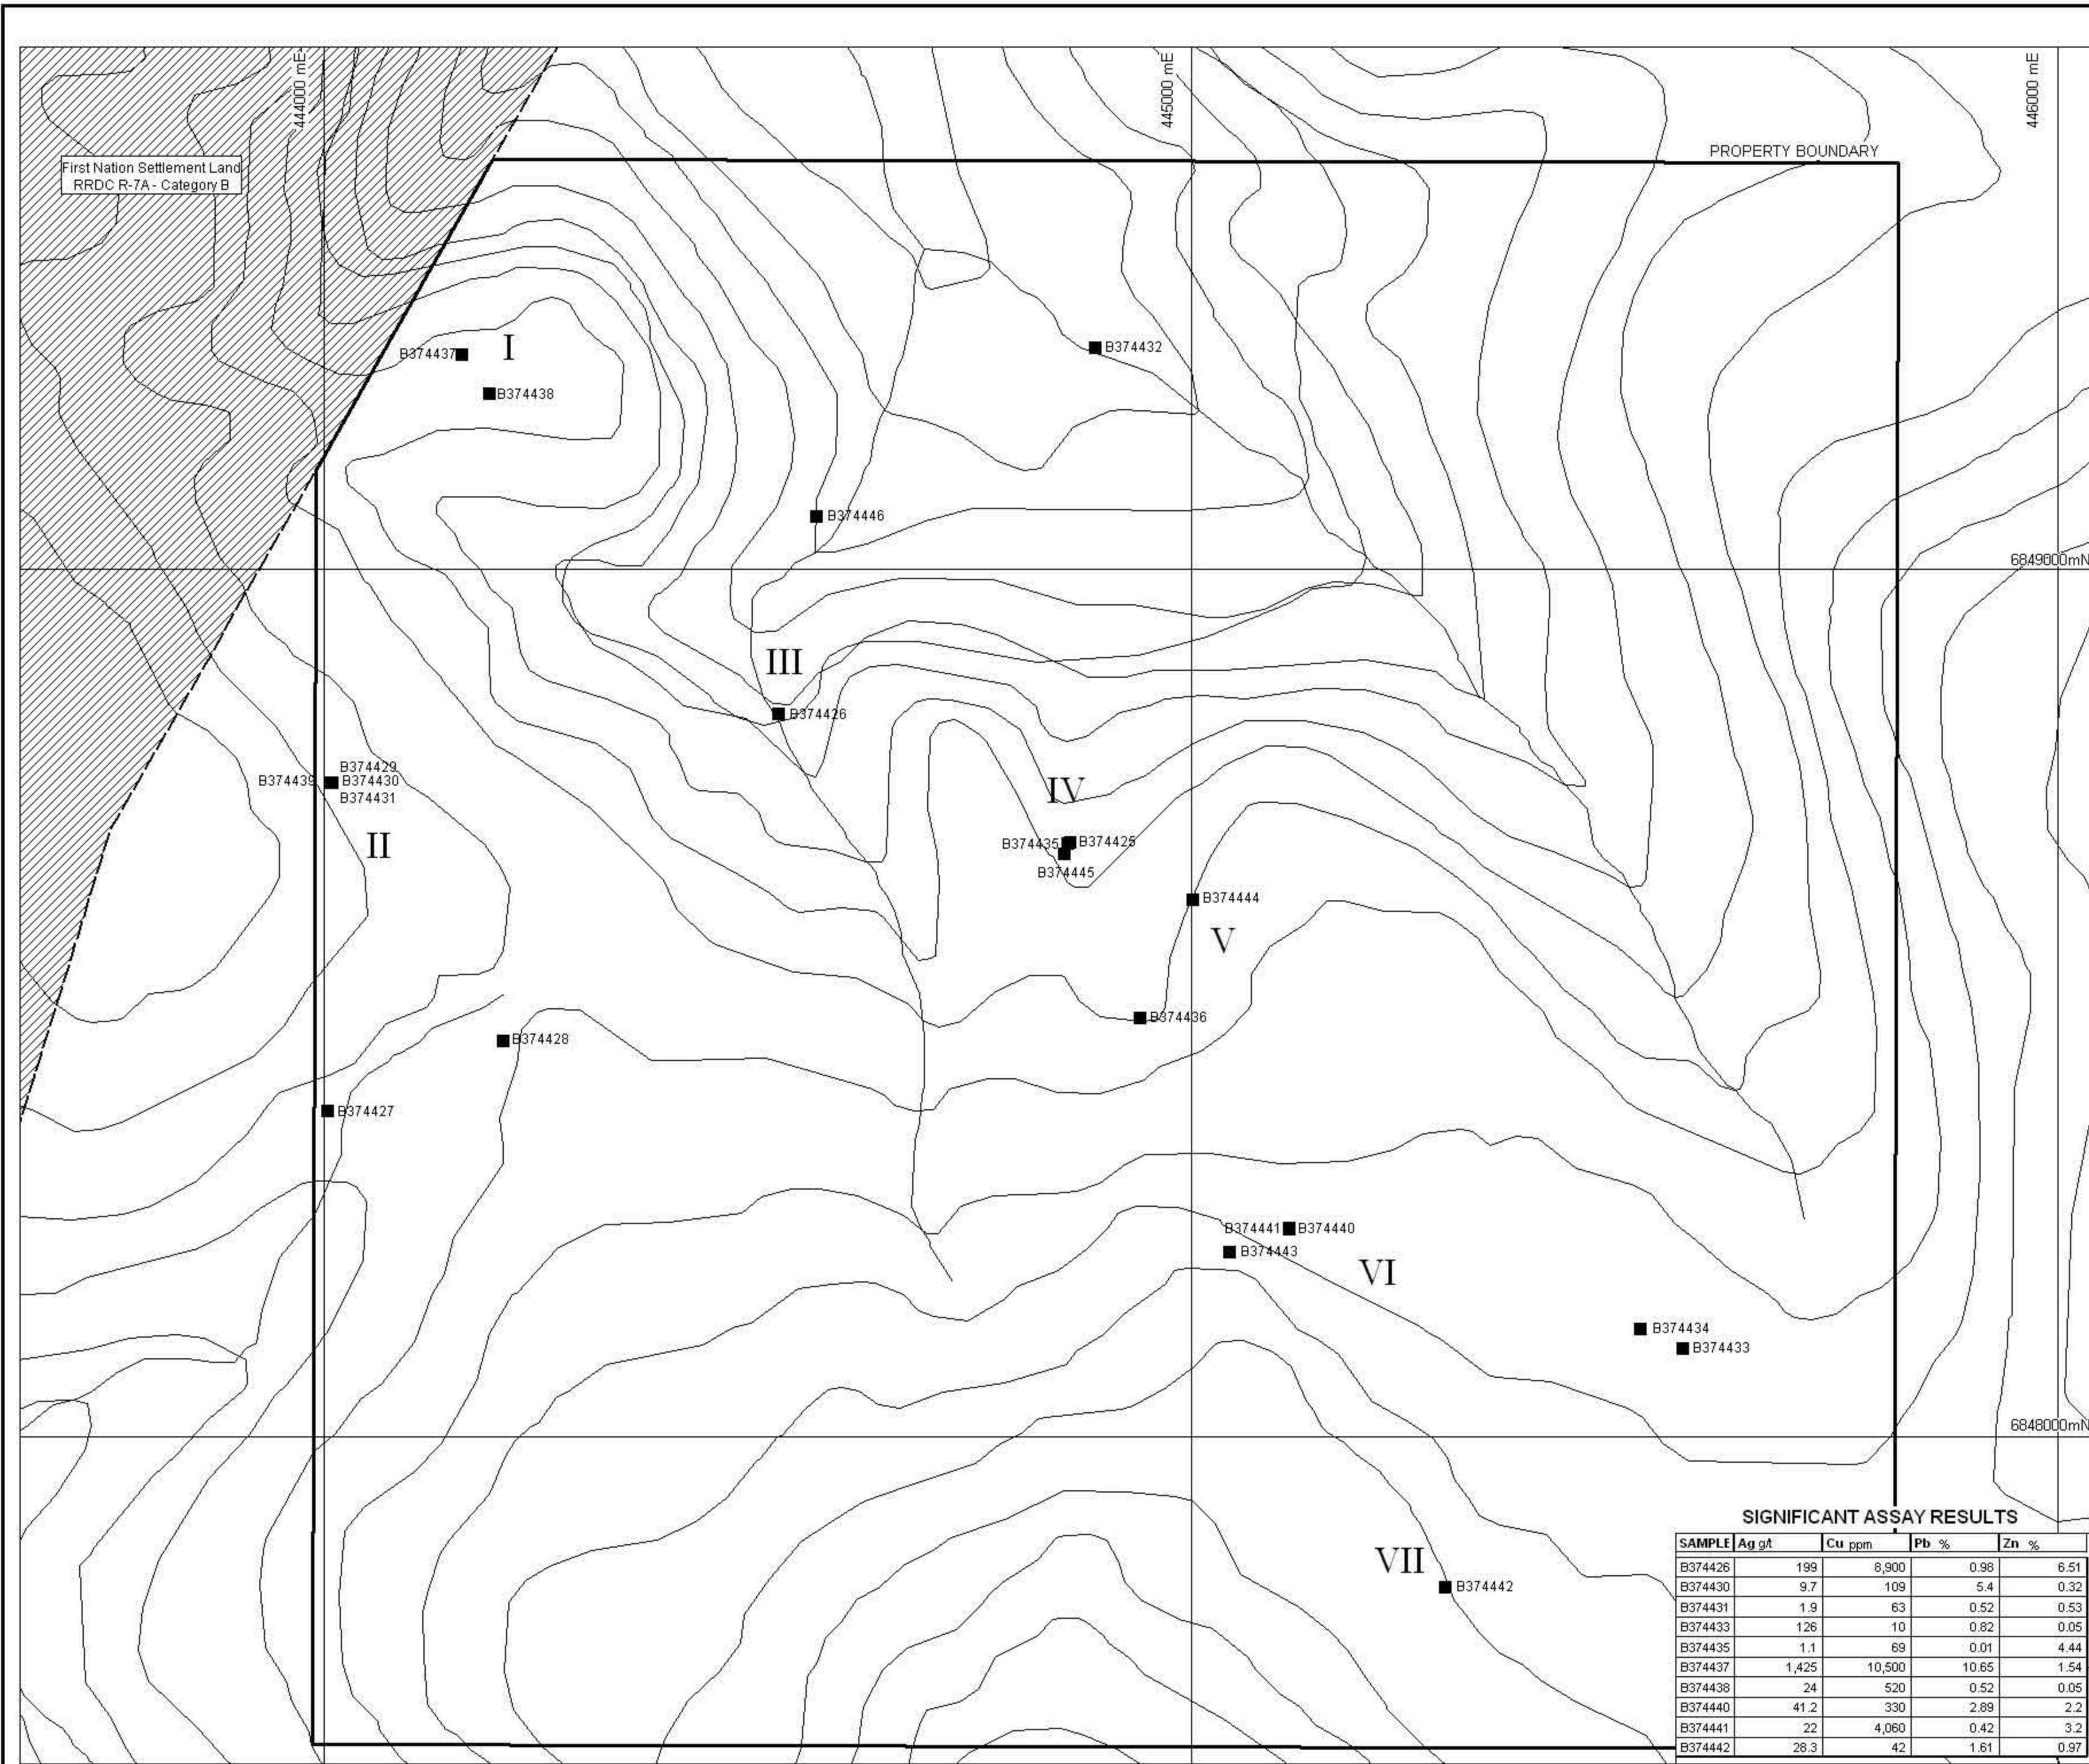 444000 mE
445000 mE
446000 mE
First Nation Settlement Land
RRDC R-7A - Category B
PROPERTY BOUNDARY
B374437
I
B374438
B374432
B374446
6849000mN
III
B374426
B374429
B374439
B374430
B374431
II
IV
B374435
B374425
B374445
B374444
V
B374436
B374428
B374427
B374441
B374440
B374443
VI
B374434
B374433
6848000mN
VII
B374442
SIGNIFICANT ASSAY RESULTS
SAMPLE Ag g/t Cu ppm Pb % Zn %
B374426 199 8,900 0.98 6.51
B374430 9.7 109 5.4 0.32
B374431 1.9 63 0.52 0.53
B374433 126 10 0.82 0.05
B374435 1.1 69 0.01 4.44
B374437 1,425 10,500 10.65 1.54
B374438 24 520 0.52 0.05
B374440 41.2 330 2.89 2.2
B374441 22 4,060 0.42 3.2
B374442 28.3 42 1.61 0.97